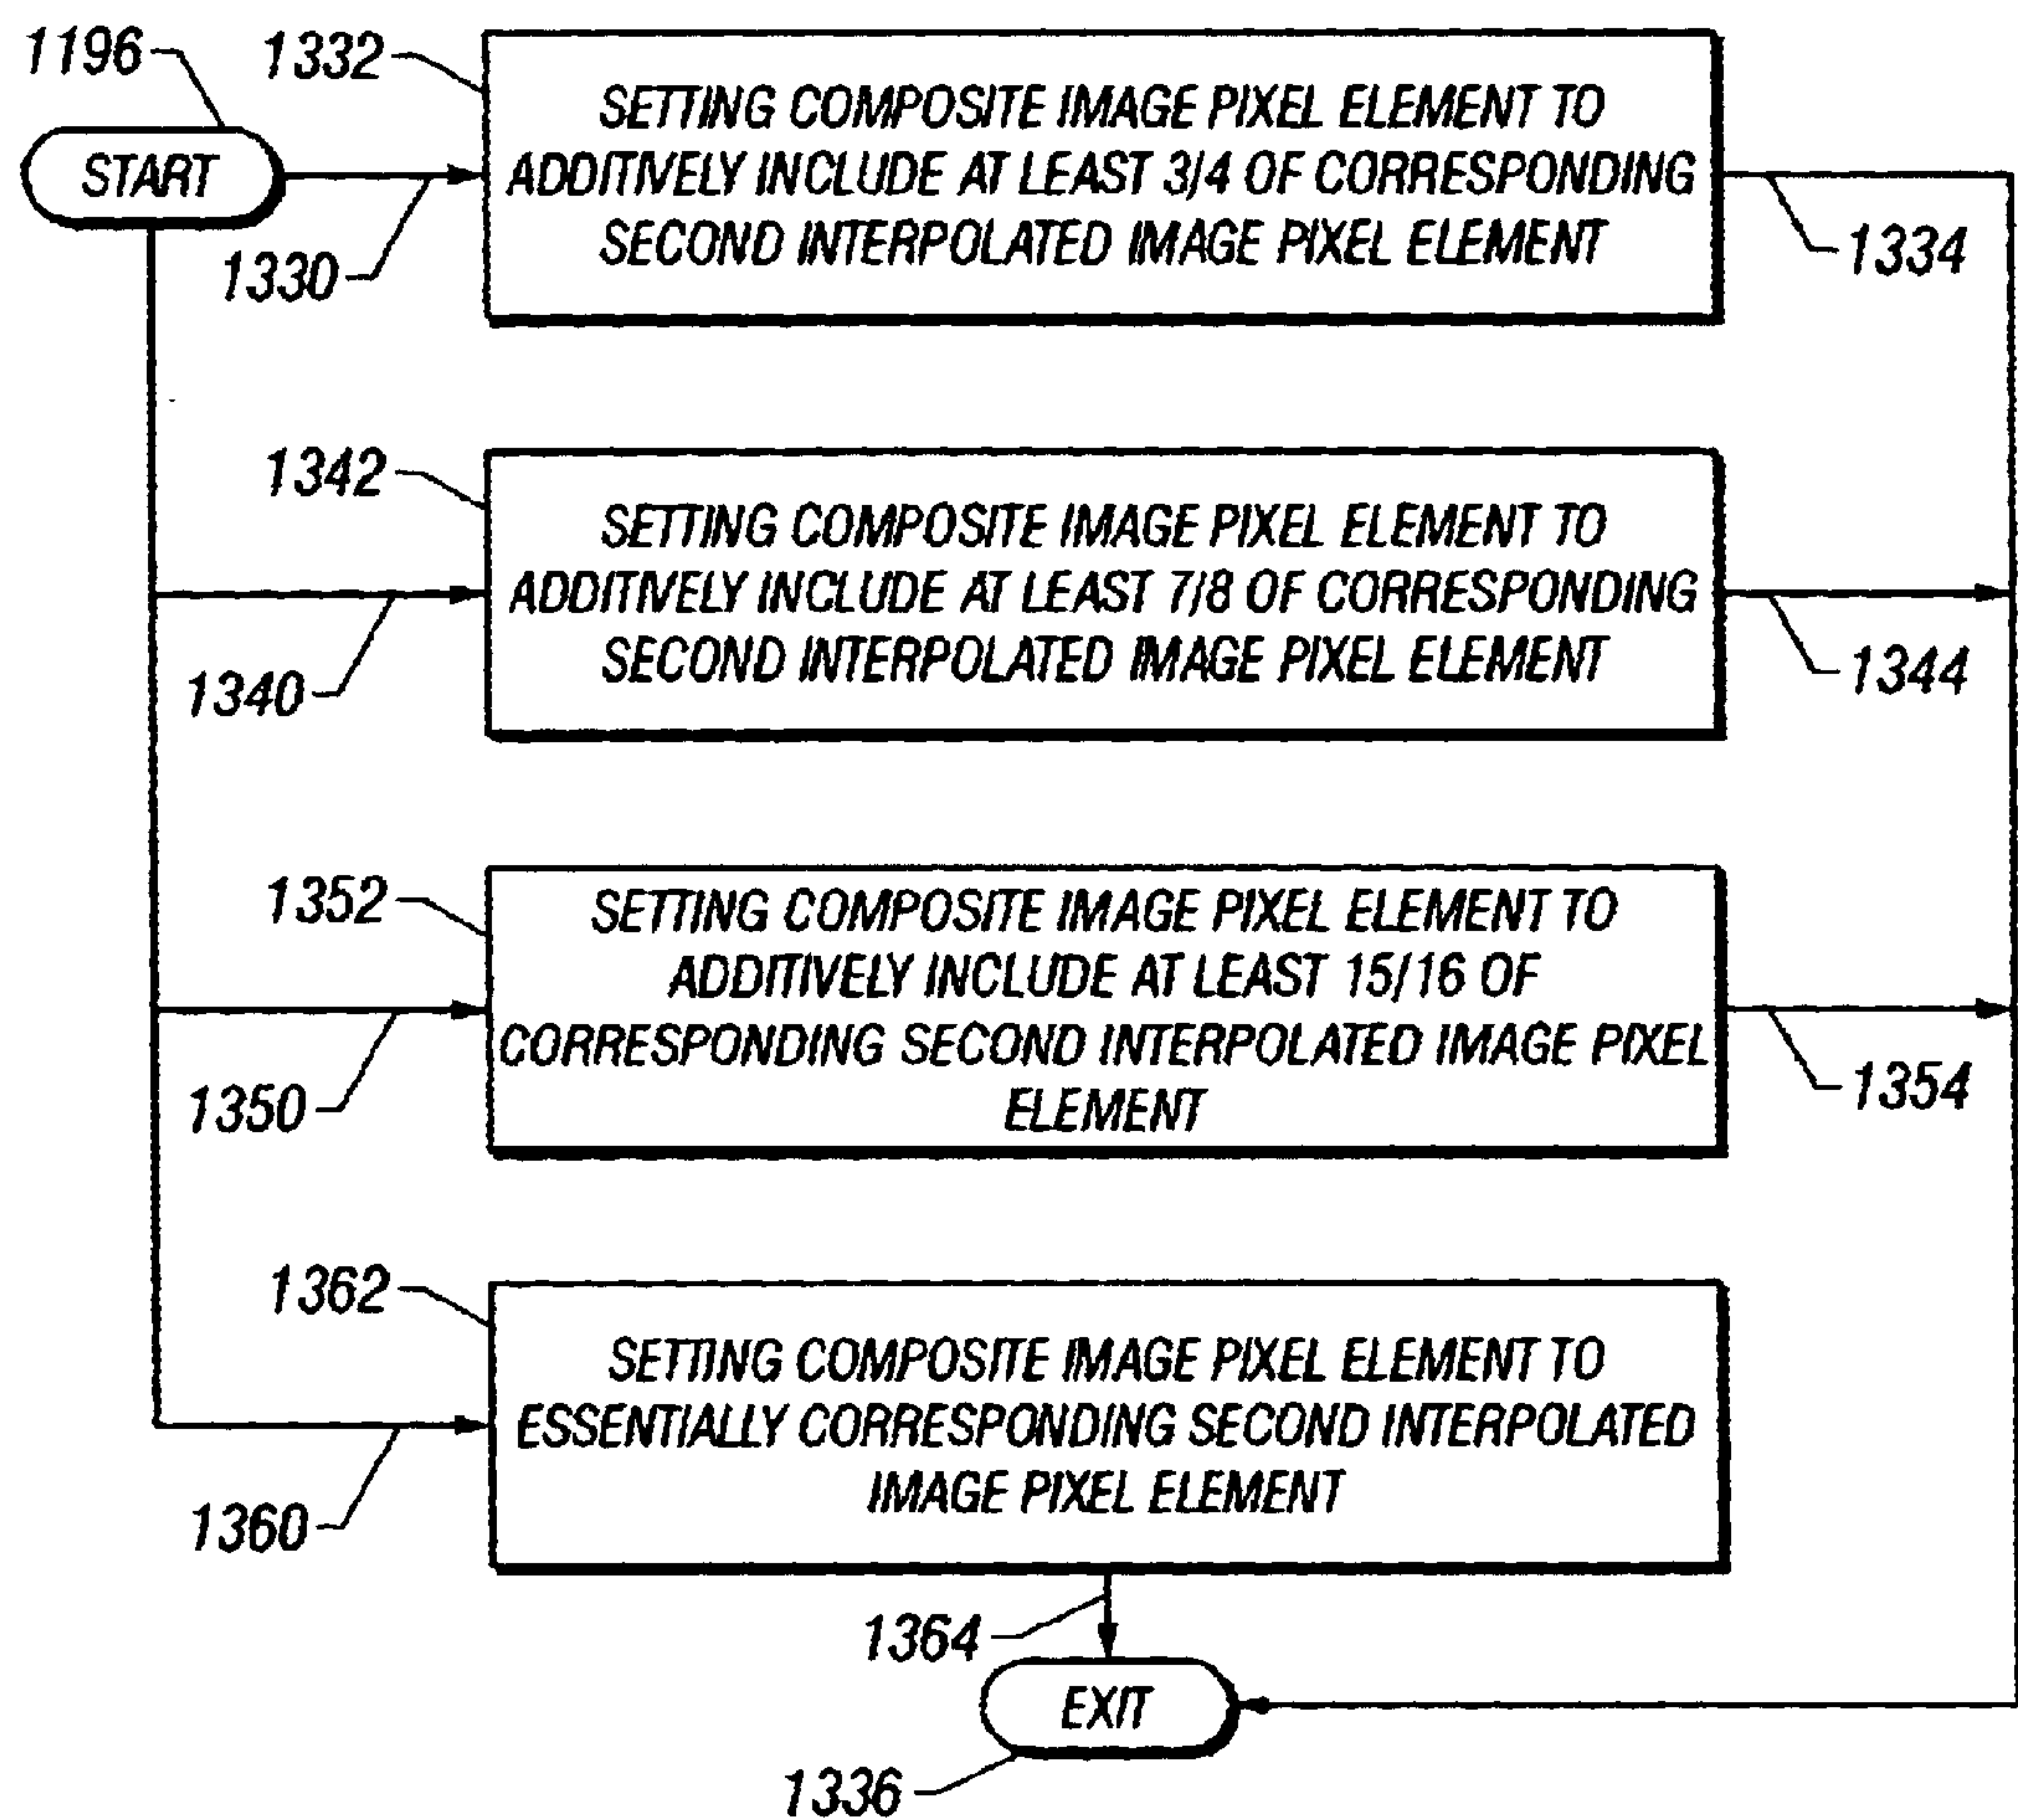 1196
START
1330
1332
SETTING COMPOSITE IMAGE PIXEL ELEMENT TO
ADDITIVELY INCLUDE AT LEAST 3/4 OF CORRESPONDING
SECOND INTERPOLATED IMAGE PIXEL ELEMENT
1334
1342
SETTING COMPOSITE IMAGE PIXEL ELEMENT TO
ADDITIVELY INCLUDE AT LEAST 7/8 OF CORRESPONDING
SECOND INTERPOLATED IMAGE PIXEL ELEMENT
1340
1344
1352
SETTING COMPOSITE IMAGE PIXEL ELEMENT TO
ADDITIVELY INCLUDE AT LEAST 15/16 OF
CORRESPONDING SECOND INTERPOLATED IMAGE PIXEL
ELEMENT
1350
1354
1362
SETTING COMPOSITE IMAGE PIXEL ELEMENT TO
ESSENTIALLY CORRESPONDING SECOND INTERPOLATED
IMAGE PIXEL ELEMENT
1360
1364
EXIT
1336